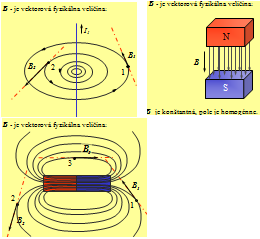 B - je vektorová fyzikálna veličina.
I₁
B₂
2
B₁
1
B - je vektorová fyzikálna veličina.
N
B
S
B je konštantná, pole je homogénne.
B - je vektorová fyzikálna veličina.
B₃
3
2
B₁
1
B₂